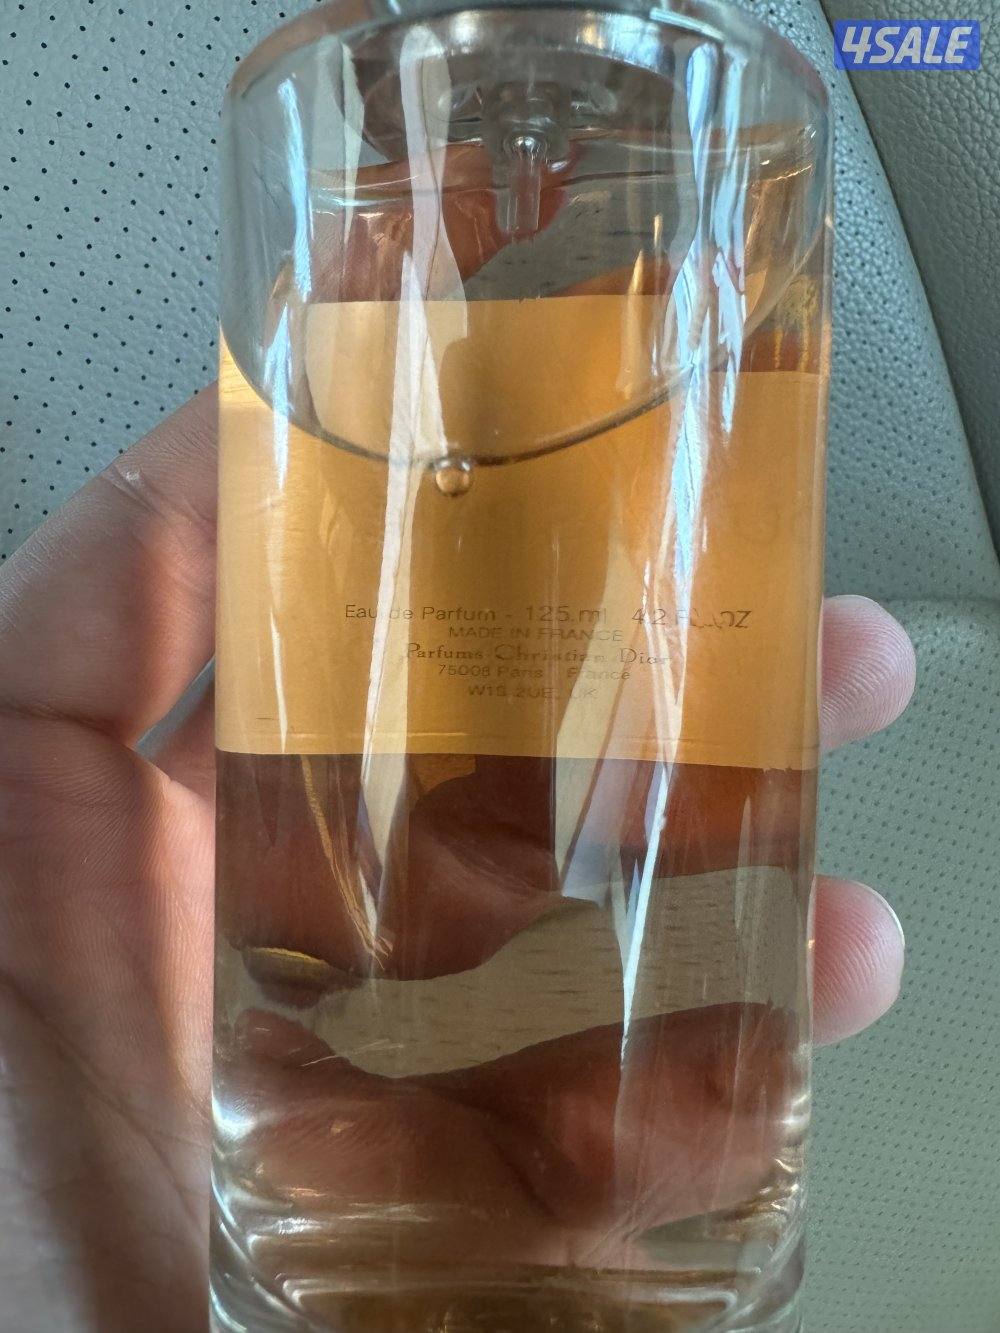 4SALE
Eau de Parfum - 125 ml 4.2 FL.OZ
MADE IN FRANCE
Parfums Christian Dior
75008 Paris France
W1S 2UE, UK